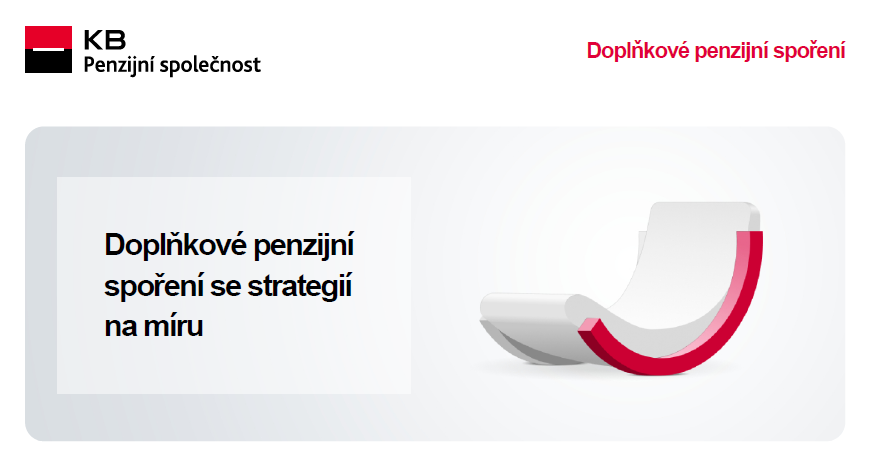 KB
Penzijní společnost
Doplňkové penzijní spoření
Doplňkové penzijní
spoření se strategií
na míru